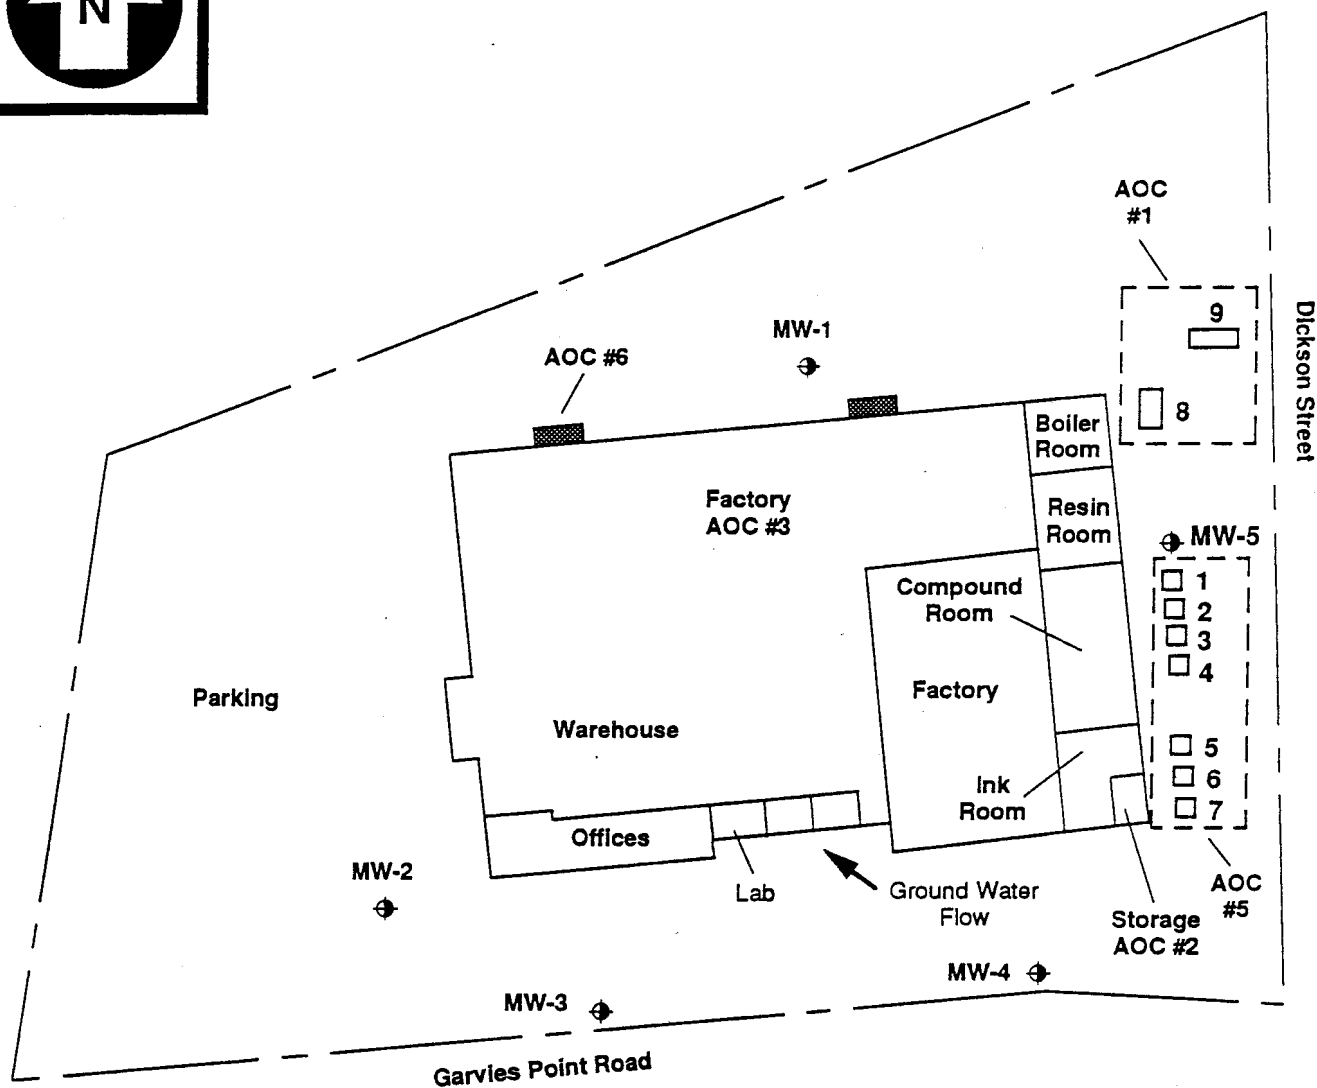 N
AOC
#1
9
8
Dickson Street
MW-1
AOC #6
Boiler
Room
Factory
AOC #3
Resin
Room
MW-5
1
2
3
4
5
6
7
Compound
Room
Factory
Parking
Warehouse
Ink
Room
Offices
MW-2
Lab
Ground Water
Flow
AOC
#5
Storage
AOC #2
MW-4
MW-3
Garvies Point Road